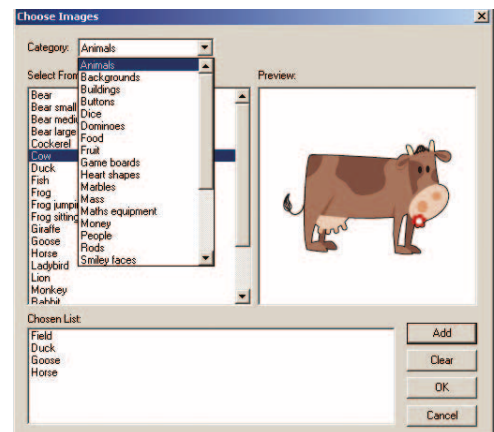 Choose Images
Category: Animals
Select From
Preview:
Animals
Backgrounds
Buildings
Buttons
Dice
Dominoes
Food
Fruit
Game boards
Heart shapes
Marbles
Mass
Maths equipment
Money
People
Rods
Smiley faces
Bear
Bear small
Bear medi
Bear large
Cockerel
Cow
Duck
Fish
Frog
Frog jumpi
Frog sitting
Giraffe
Goose
Horse
Ladybird
Lion
Monkey
Rabbit
Chosen List:
Field
Duck
Goose
Horse
Add
Clear
OK
Cancel